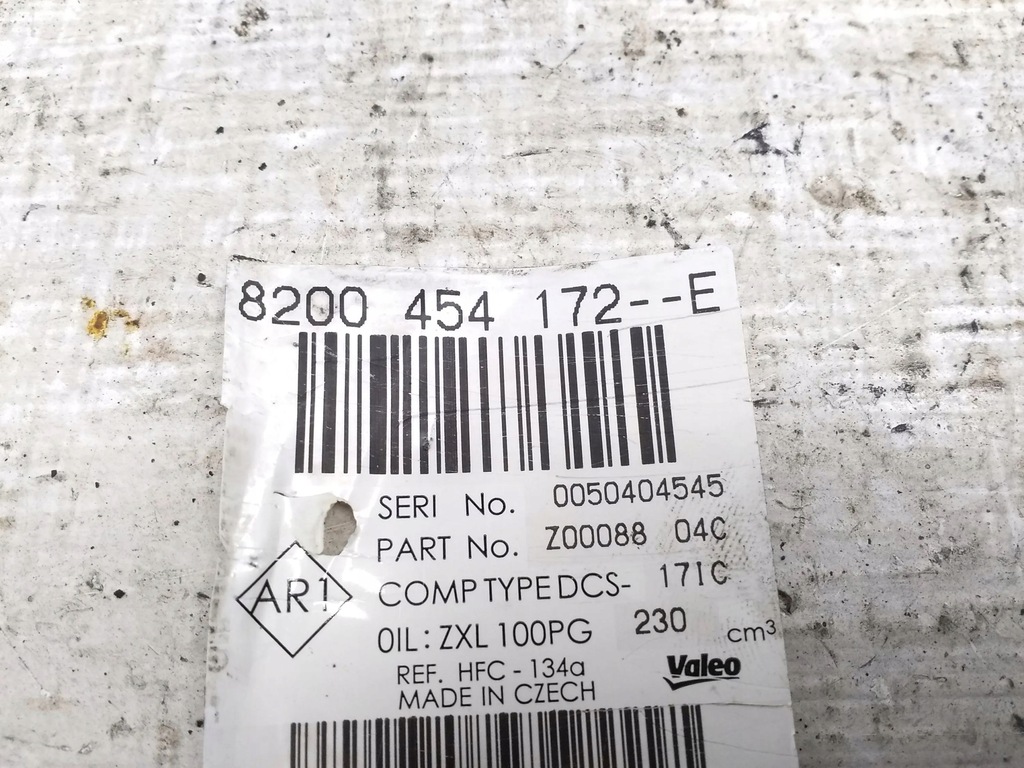 8200 454 172--E
SERI No. 0050404545
PART No. Z00088 04C
AR1
COMP TYPE DCS- 171C
OIL: ZXL 100PG 230 cm³
REF. HFC - 134a
Valeo
MADE IN CZECH